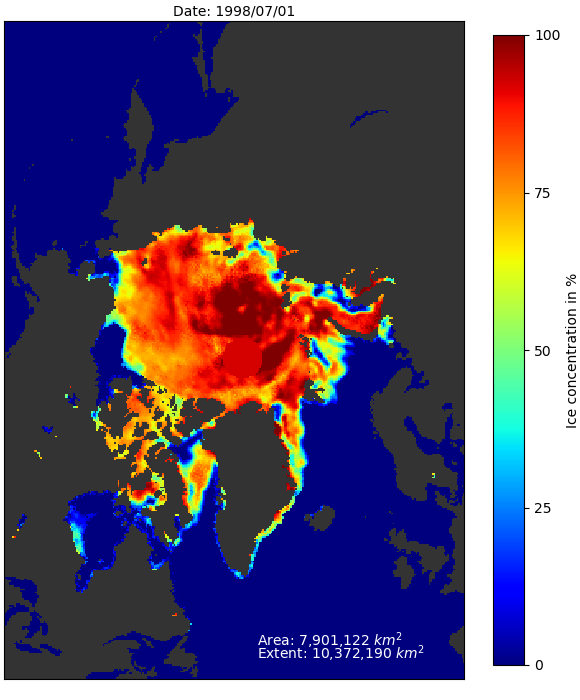 Date: 1998/07/01
100
75
50
25
0
Ice concentration in %
Area: 7,901,122 km²
Extent: 10,372,190 km²